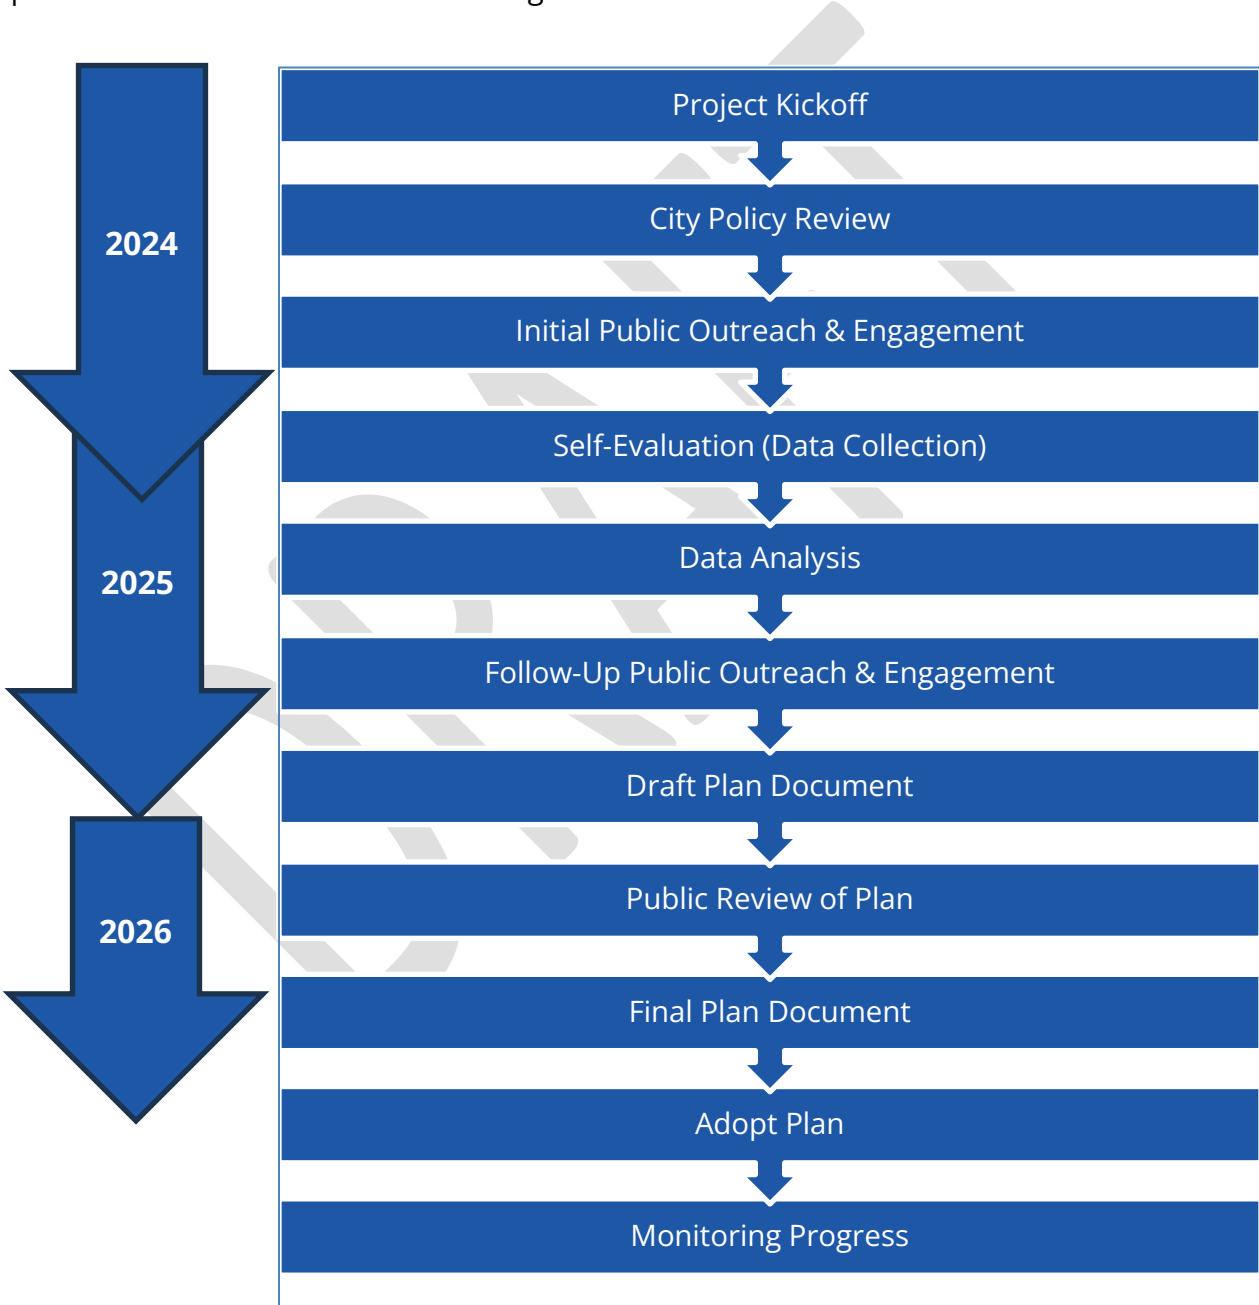 2024
2025
2026
Project Kickoff
City Policy Review
Initial Public Outreach & Engagement
Self-Evaluation (Data Collection)
Data Analysis
Follow-Up Public Outreach & Engagement
Draft Plan Document
Public Review of Plan
Final Plan Document
Adopt Plan
Monitoring Progress